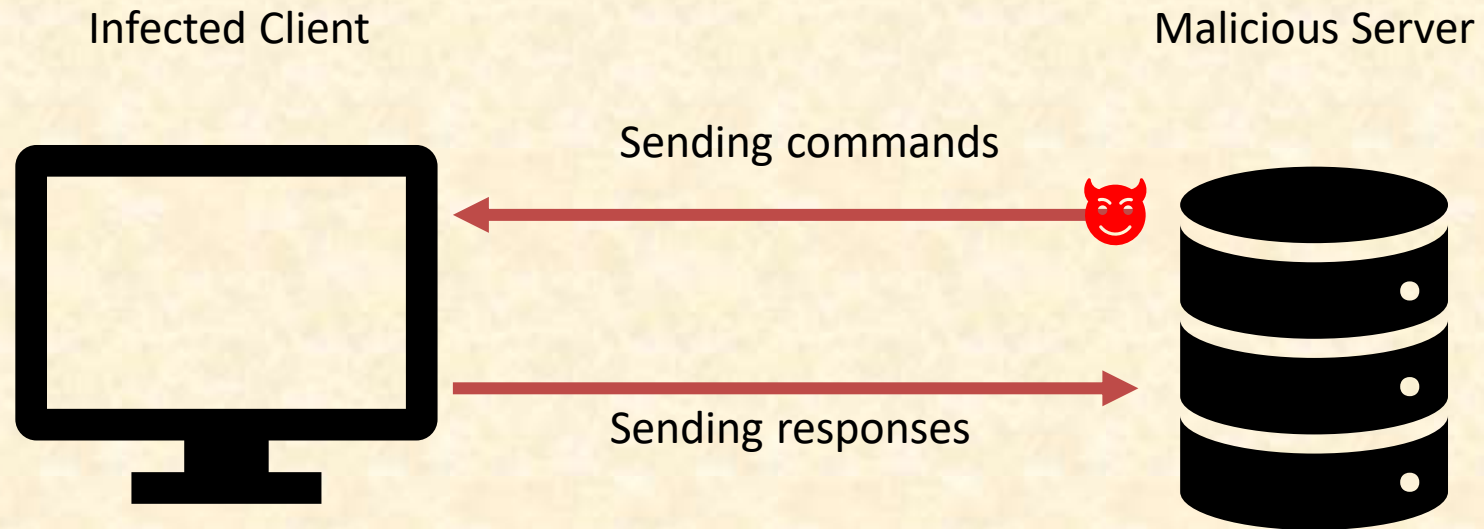 Infected Client
Malicious Server
Sending commands
Sending responses